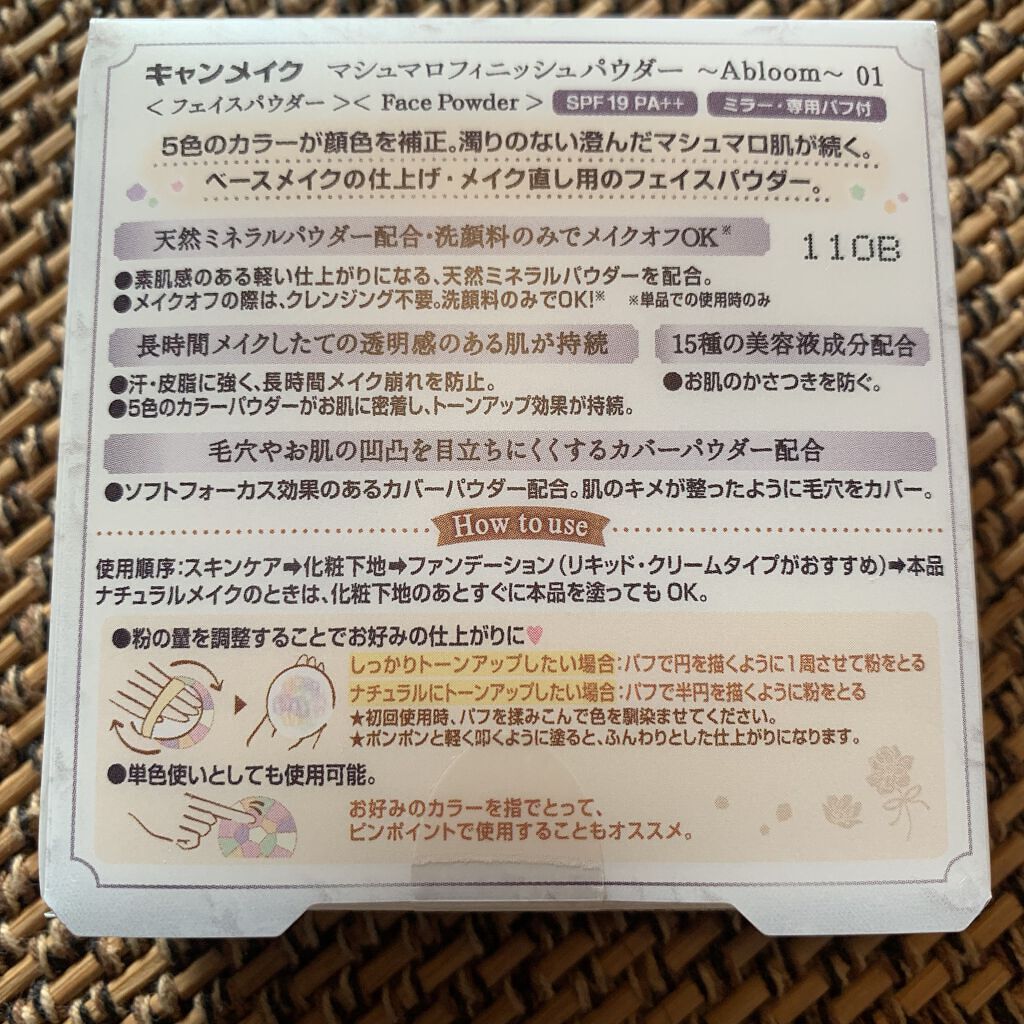 キャンメイク マシュマロフィニッシュパウダー ～Abloom～ 01
＜フェイスパウダー＞＜Face Powder＞ SPF19 PA++ ミラー・専用パフ付
5色のカラーが顔色を補正。濁りのない澄んだマシュマロ肌が続く。
ベースメイクの仕上げ・メイク直し用のフェイスパウダー。
天然ミネラルパウダー配合・洗顔料のみでメイクオフOK※
110B
●素肌感のある軽い仕上がりになる、天然ミネラルパウダーを配合。
●メイクオフの際は、クレンジング不要。洗顔料のみでOK!※ ※単品での使用時のみ
長時間メイクしたての透明感のある肌が持続
●汗・皮脂に強く、長時間メイク崩れを防止。
●5色のカラーパウダーがお肌に密着し、トーンアップ効果が持続。
15種の美容液成分配合
●お肌のかさつきを防ぐ。
毛穴やお肌の凹凸を目立ちにくくするカバーパウダー配合
●ソフトフォーカス効果のあるカバーパウダー配合。肌のキメが整ったように毛穴をカバー。
How to use
使用順序:スキンケア➡化粧下地➡ファンデーション（リキッド・クリームタイプがおすすめ）➡本品
ナチュラルメイクのときは、化粧下地のあとすぐに本品を塗ってもOK。
●粉の量を調整することでお好みの仕上がりに♥
しっかりトーンアップしたい場合:パフで円を描くように1周させて粉をとる
ナチュラルにトーンアップしたい場合:パフで半円を描くように粉をとる
★初回使用時、パフを揉みこんで色を馴染ませてください。
★ポンポンと軽く叩くように塗ると、ふんわりとした仕上がりになります。
●単色使いとしても使用可能。
お好みのカラーを指でとって、
ピンポイントで使用することもオススメ。